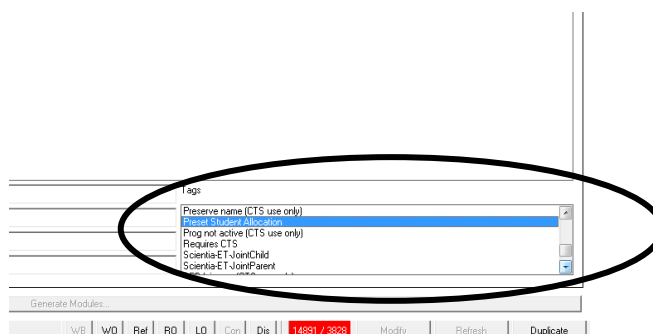 Tags
Preserve name (CTS use only)
Preset Student Allocation
Prog not active (CTS use only)
Requires CTS
Scientia-ET-JointChild
Scientia-ET-JointParent
Generate Modules...
WB WO Ref RO LO Con Dis 14891 / 3828 Modify Refresh Duplicate